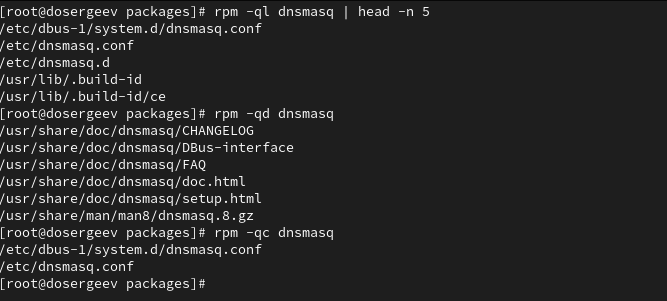 [root@dosergeev packages]# rpm -ql dnsmasq | head -n 5
/etc/dbus-1/system.d/dnsmasq.conf
/etc/dnsmasq.conf
/etc/dnsmasq.d
/usr/lib/.build-id
/usr/lib/.build-id/ce
[root@dosergeev packages]# rpm -qd dnsmasq
/usr/share/doc/dnsmasq/CHANGELOG
/usr/share/doc/dnsmasq/DBus-interface
/usr/share/doc/dnsmasq/FAQ
/usr/share/doc/dnsmasq/doc.html
/usr/share/doc/dnsmasq/setup.html
/usr/share/man/man8/dnsmasq.8.gz
[root@dosergeev packages]# rpm -qc dnsmasq
/etc/dbus-1/system.d/dnsmasq.conf
/etc/dnsmasq.conf
[root@dosergeev packages]#